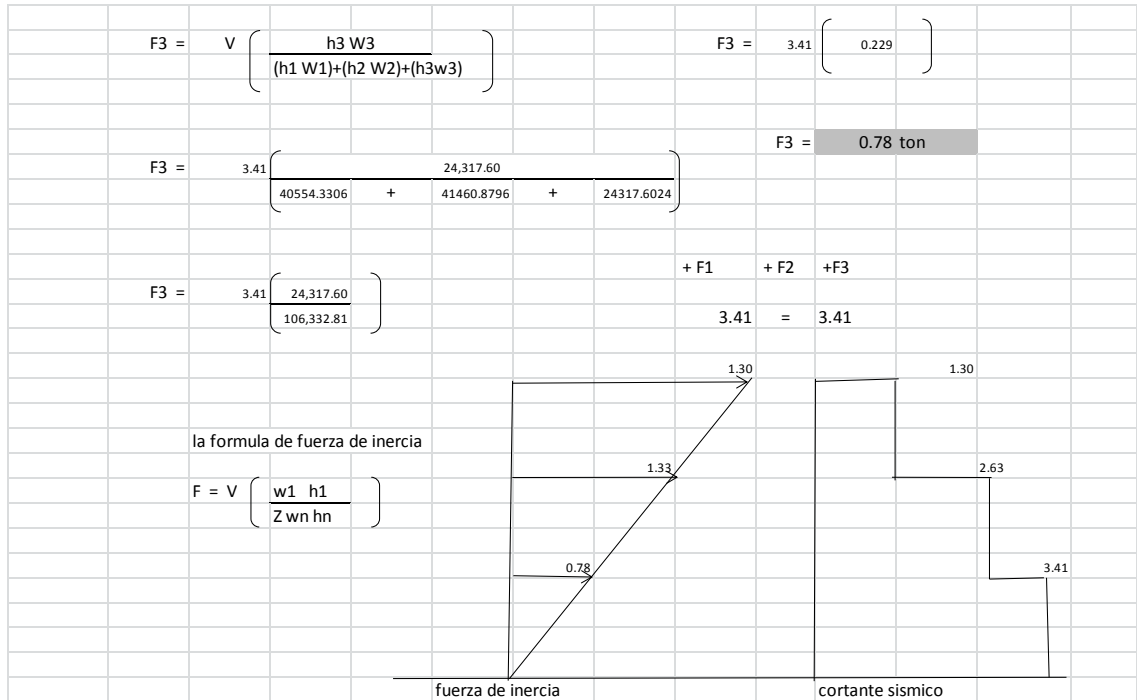 F3 = V h3 W3
(h1 W1)+(h2 W2)+(h3w3)
F3 = 3.41 0.229
F3 = 0.78 ton
F3 = 3.41 24,317.60
40554.3306 + 41460.8796 + 24317.6024
+ F1 + F2 +F3
F3 = 3.41 24,317.60
106,332.81
3.41 = 3.41
1.30 1.30
la formula de fuerza de inercia
1.33 2.63
F = V w1 h1
Z wn hn
0.78 3.41
fuerza de inercia cortante sismico